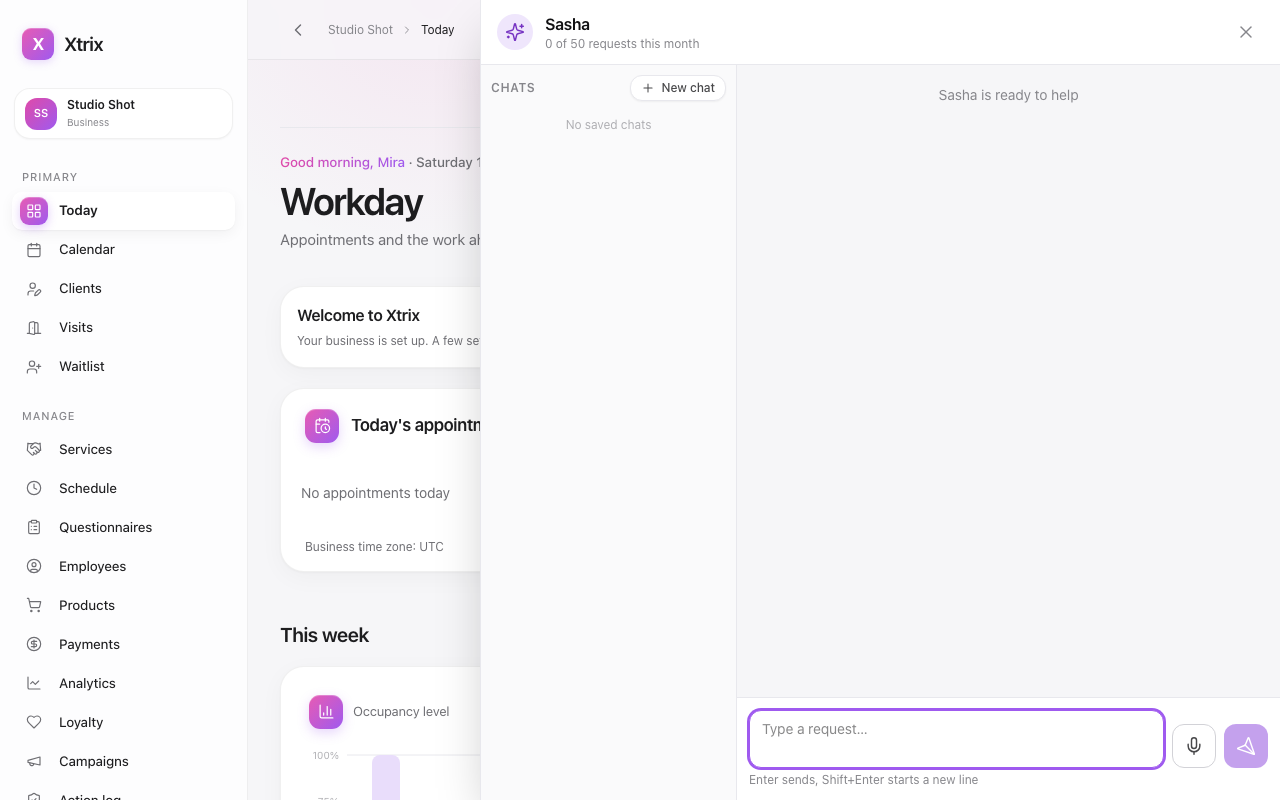 X Xtrix
SS Studio Shot
Business
PRIMARY
Today
Calendar
Clients
Visits
Waitlist
MANAGE
Services
Schedule
Questionnaires
Employees
Products
Payments
Analytics
Loyalty
Campaigns
Action log
Studio Shot > Today
Good morning, Mira · Saturday
Workday
Appointments and the work
Welcome to Xtrix
Your business is set up. A few
Today's
No appointments today
Business time zone: UTC
This week
Occupancy level
100%
75%
Sasha
0 of 50 requests this month
CHATS
New chat
No saved chats
Sasha is ready to help
Type a request...
Enter sends, Shift+Enter starts a new line